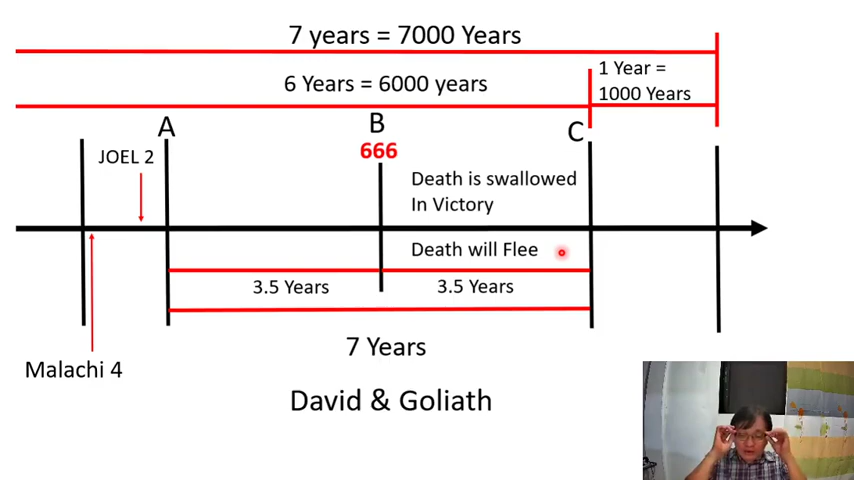 7 years = 7000 Years
6 Years = 6000 years
1 Year =
1000 Years
A
B
C
666
JOEL 2
Death is swallowed
In Victory
Death will Flee
3.5 Years
3.5 Years
7 Years
Malachi 4
David & Goliath